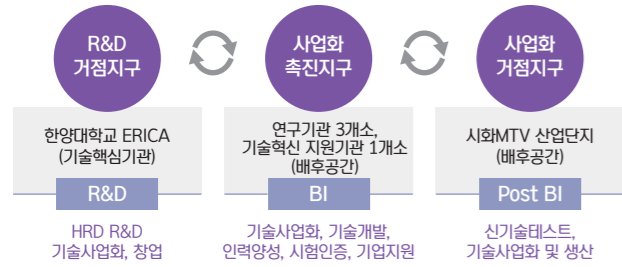 R&D
거점지구
사업화
촉진지구
사업화
거점지구
한양대학교 ERICA
(기술핵심기관)
연구기관 3개소,
기술혁신 지원기관 1개소
(배후공간)
시화MTV 산업단지
(배후공간)
R&D
BI
Post BI
HRD R&D
기술사업화, 창업
기술사업화, 기술개발,
인력양성, 시험인증, 기업지원
신기술테스트,
기술사업화 및 생산